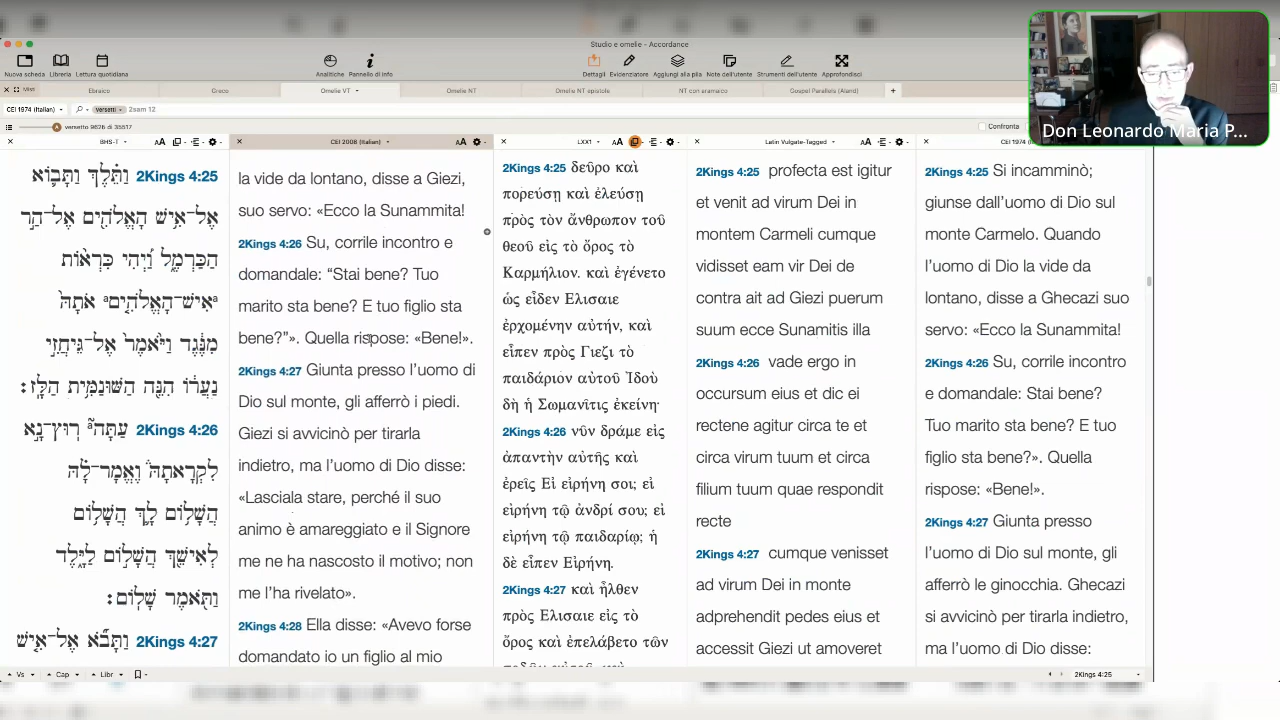 Studio e omelie - Accordance
Nuova scheda Libreria Lettura quotidiana Analitiche Pannello di info Dettagli Evidenziatore Aggiungi alla pila Note dell'utente Strumenti dell'utente Approfondisci
Ebraico Greco Omelie VT Omelie NT Omelie NT epistole NT con aramaico Gospel Parallels (Aland)
CEI 1974 (Italian) versetti 2sam 12
versetto 9626 di 35517 Confronta
BHS-T
2Kings 4:25 וַתֵּ֗לֶךְ וַתָּב֛וֹא
אֶל־אִ֥ישׁ הָאֱלֹהִ֖ים אֶל־הַ֣ר
הַכַּרְמֶ֑ל וַ֠יְהִי כִּרְא֨וֹת
ᵃאִישׁ־הָאֱלֹהִ֤יםᵃ אֹתָהּ֙
מִנֶּ֔גֶד וַיֹּ֙אמֶר֙ אֶל־גֵּיחֲזִ֣י
נַעֲר֔וֹ הִנֵּ֖ה הַשּׁוּנַמִּ֥ית הַלָּֽז׃
2Kings 4:26 עַתָּה֮ᵃ רֽוּץ־נָ֣א
לִקְרָאתָהּ֒ וֶאֱמָר־לָ֗הּ
הֲשָׁל֥וֹם לָ֛ךְ הֲשָׁל֥וֹם
לְאִישֵׁ֖ךְ הֲשָׁל֣וֹם לַיָּ֑לֶד
וַתֹּ֖אמֶר שָׁלֽוֹם׃
2Kings 4:27 וַתָּבֹ֞א אֶל־אִ֤ישׁ
CEI 2008 (Italian)
la vide da lontano, disse a Giezi,
suo servo: «Ecco la Sunammita!
2Kings 4:26 Su, corrile incontro e
domandale: “Stai bene? Tuo
marito sta bene? E tuo figlio sta
bene?”». Quella rispose: «Bene!».
2Kings 4:27 Giunta presso l’uomo di
Dio sul monte, gli afferrò i piedi.
Giezi si avvicinò per tirarla
indietro, ma l’uomo di Dio disse:
«Lasciala stare, perché il suo
animo è amareggiato e il Signore
me ne ha nascosto il motivo; non
me l’ha rivelato».
2Kings 4:28 Ella disse: «Avevo forse
domandato io un figlio al mio
LXX1
2Kings 4:25 δεῦρο καὶ
πορεύσῃ καὶ ἐλεύσῃ
πρὸς τὸν ἄνθρωπον τοῦ
θεοῦ εἰς τὸ ὄρος τὸ
Καρμήλιον. καὶ ἐγένετο
ὡς εἶδεν Ελισαιε
ἐρχομένην αὐτήν, καὶ
εἶπεν πρὸς Γιεζι τὸ
παιδάριον αὐτοῦ Ἰδοὺ
δὴ ἡ Σωμανῖτις ἐκείνη·
2Kings 4:26 νῦν δράμε εἰς
ἀπαντὴν αὐτῆς καὶ
ἐρεῖς Εἰ εἰρήνη σοι; εἰ
εἰρήνη τῷ ἀνδρί σου; εἰ
εἰρήνη τῷ παιδαρίῳ; ἡ
δὲ εἶπεν Εἰρήνη.
2Kings 4:27 καὶ ἦλθεν
πρὸς Ελισαιε εἰς τὸ
ὄρος καὶ ἐπελάβετο τῶν
Latin Vulgate-Tagged
2Kings 4:25 profecta est igitur
et venit ad virum Dei in
montem Carmeli cumque
vidisset eam vir Dei de
contra ait ad Giezi puerum
suum ecce Sunamitis illa
2Kings 4:26 vade ergo in
occursum eius et dic ei
rectene agitur circa te et
circa virum tuum et circa
filium tuum quae respondit
recte
2Kings 4:27 cumque venisset
ad virum Dei in monte
adprehendit pedes eius et
accessit Giezi ut amoveret
CEI 1974
2Kings 4:25 Si incamminò;
giunse dall’uomo di Dio sul
monte Carmelo. Quando
l’uomo di Dio la vide da
lontano, disse a Ghecazi suo
servo: «Ecco la Sunammita!
2Kings 4:26 Su, corrile incontro
e domandale: Stai bene?
Tuo marito sta bene? E tuo
figlio sta bene?». Quella
rispose: «Bene!».
2Kings 4:27 Giunta presso
l’uomo di Dio sul monte, gli
afferrò le ginocchia. Ghecazi
si avvicinò per tirarla indietro,
ma l’uomo di Dio disse:
Vs Cap Libr 2Kings 4:25
Don Leonardo Maria P...